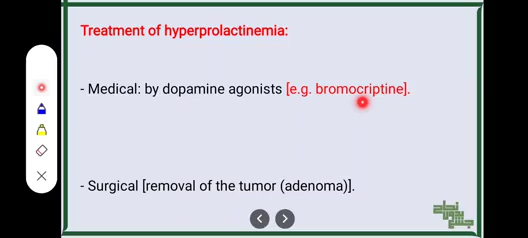 Treatment of hyperprolactinemia:
- Medical: by dopamine agonists [e.g. bromocriptine].
- Surgical [removal of the tumor (adenoma)].